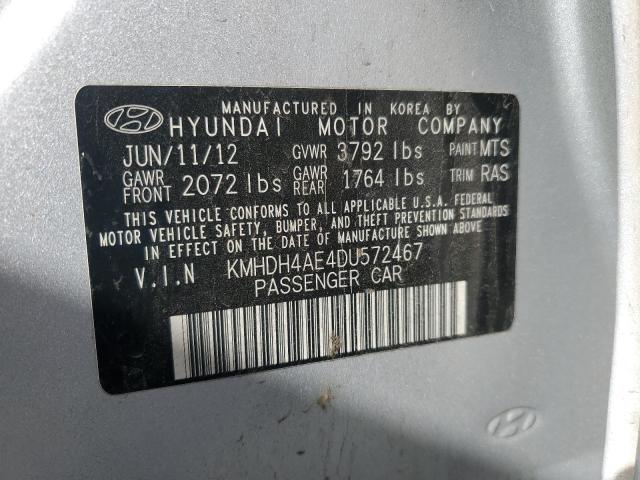 MANUFACTURED IN KOREA BY
HYUNDAI MOTOR COMPANY
JUN/11/12 GVWR 3792 lbs PAINT MTS
GAWR FRONT 2072 lbs GAWR REAR 1764 lbs TRIM RAS
THIS VEHICLE CONFORMS TO ALL APPLICABLE U.S.A. FEDERAL
MOTOR VEHICLE SAFETY, BUMPER, AND THEFT PREVENTION STANDARDS
IN EFFECT ON THE DATE OF MANUFACTURE SHOWN ABOVE.
V.I.N KMHDH4AE4DU572467
PASSENGER CAR